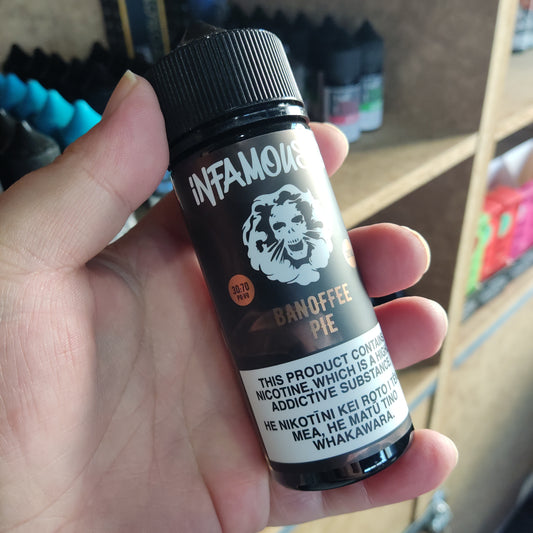 INFAMOUS
30:70
PG:VG
BANOFFEE
PIE
THIS PRODUCT CONTAINS
NICOTINE, WHICH IS A HIGHLY
ADDICTIVE SUBSTANCE.
HE NIKOTĪNI KEI ROTO I TĒNEI
MEA, HE MATŪ TINO
WHAKAWARA.